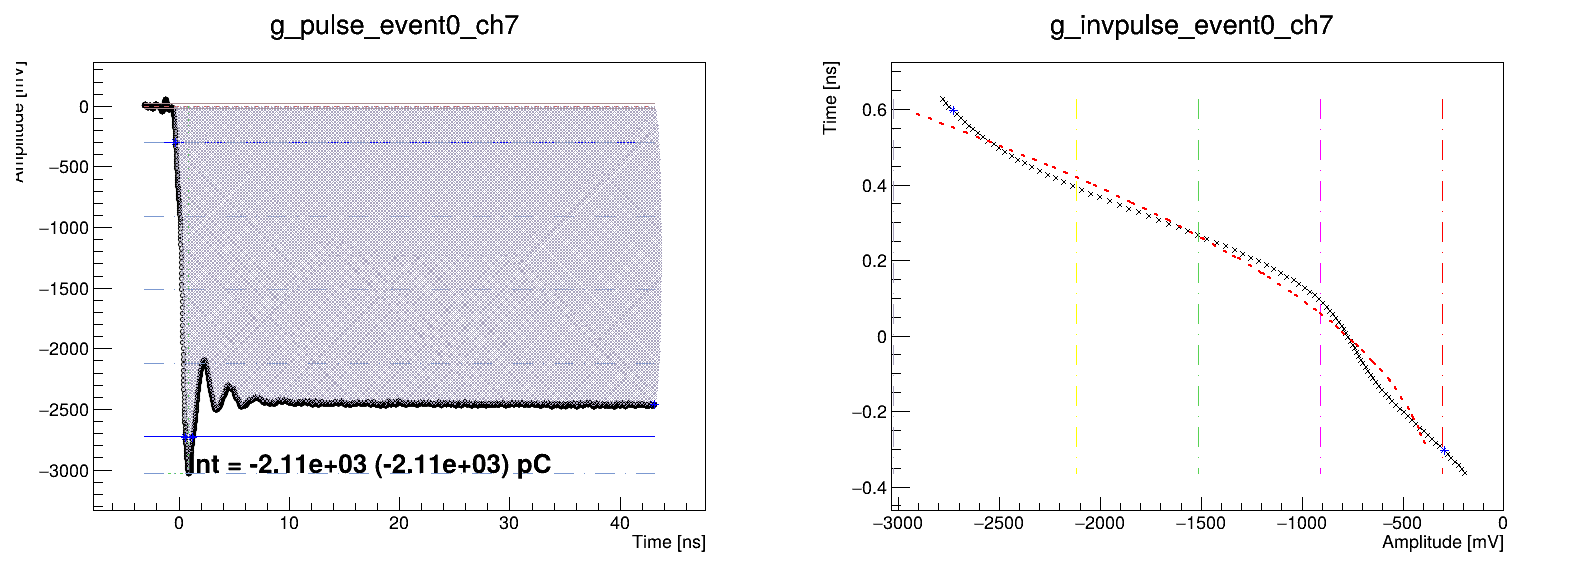 g_pulse_event0_ch7
Amplitude [mV]
0
−500
−1000
−1500
−2000
−2500
−3000
Int = -2.11e+03 (-2.11e+03) pC
0 10 20 30 40
Time [ns]
g_invpulse_event0_ch7
Time [ns]
0.6
0.4
0.2
0
−0.2
−0.4
−3000 −2500 −2000 −1500 −1000 −500 0
Amplitude [mV]